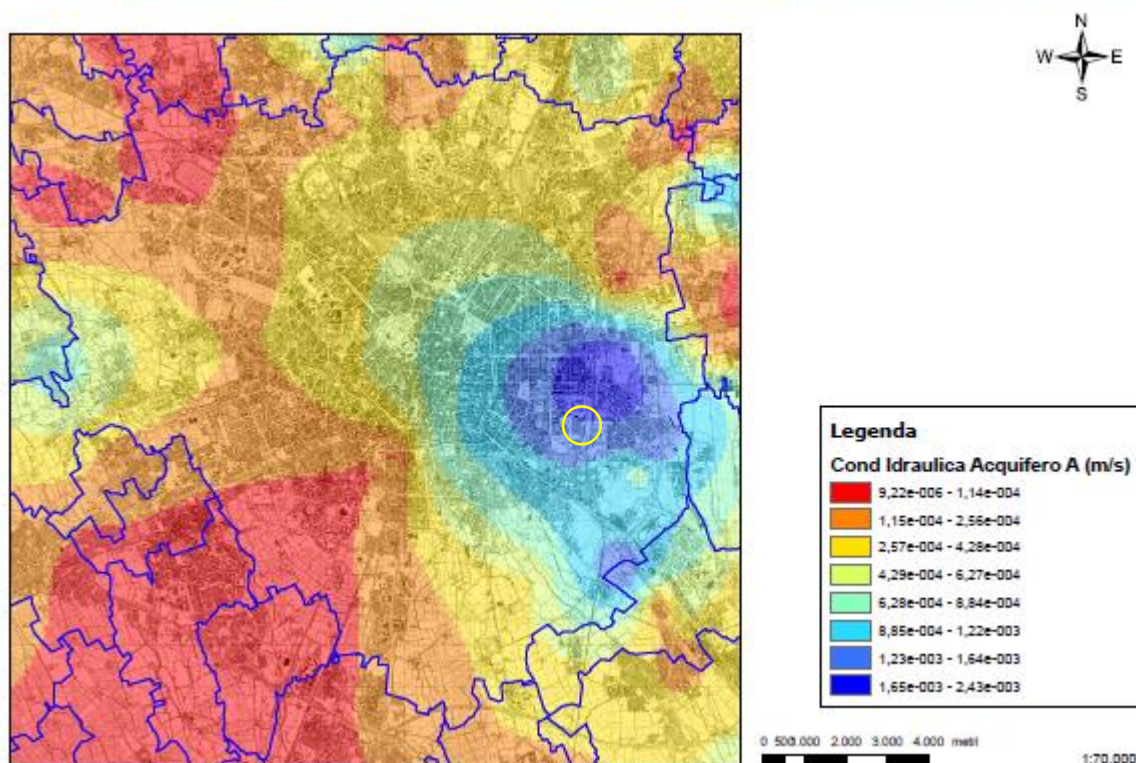 N
W E
S
Legenda
Cond Idraulica Acquifero A (m/s)
9,22e-006 - 1,14e-004
1,15e-004 - 2,56e-004
2,57e-004 - 4,28e-004
4,29e-004 - 6,27e-004
6,28e-004 - 8,84e-004
8,85e-004 - 1,22e-003
1,23e-003 - 1,64e-003
1,65e-003 - 2,43e-003
0 500 1.000 2.000 3.000 4.000 metri
1:70.000